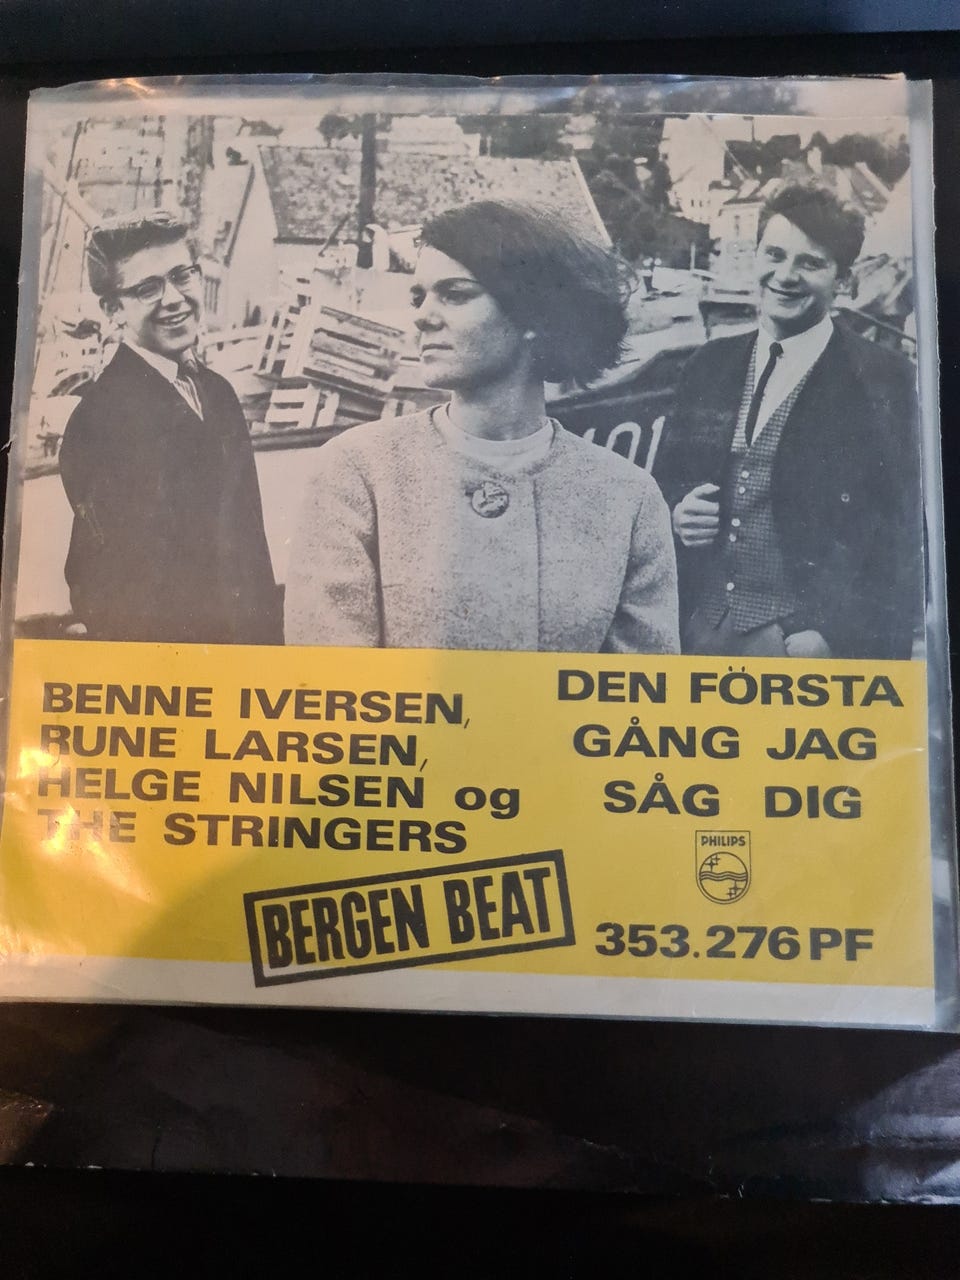 101
BENNE IVERSEN,
RUNE LARSEN,
HELGE NILSEN og
THE STRINGERS
DEN FÖRSTA
GÅNG JAG
SÅG DIG
PHILIPS
BERGEN BEAT
353.276 PF